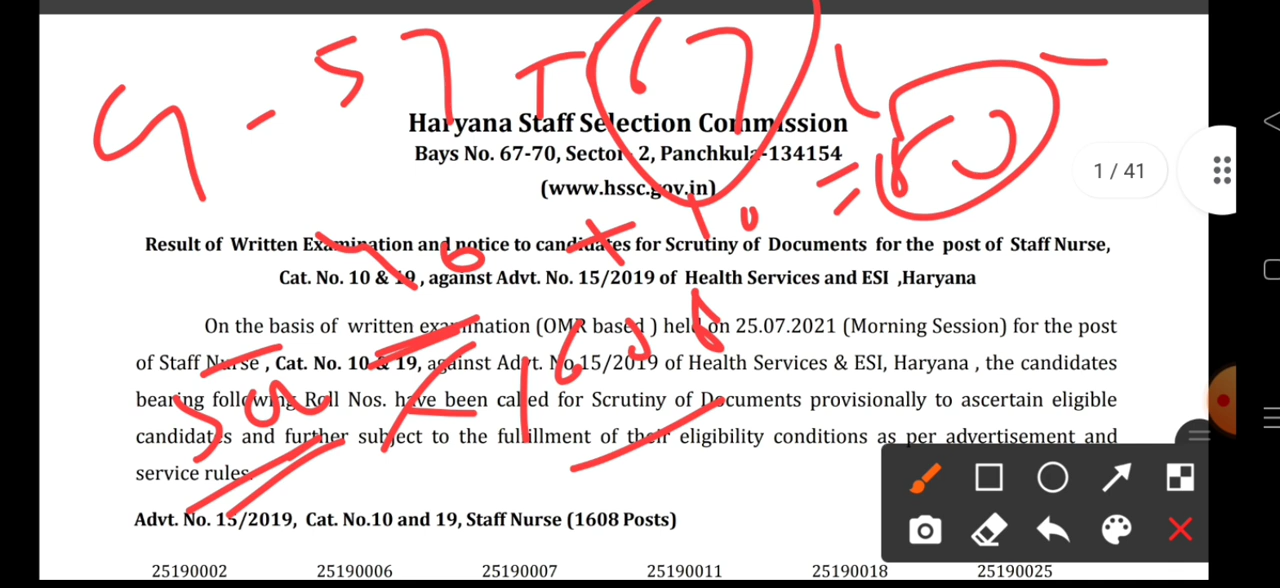 Haryana Staff Selection Commission
Bays No. 67-70, Sector 2, Panchkula-134154
(www.hssc.gov.in)
1 / 41
Result of Written Examination and notice to candidates for Scrutiny of Documents for the post of Staff Nurse,
Cat. No. 10 & 19, against Advt. No. 15/2019 of Health Services and ESI ,Haryana
On the basis of written examination (OMR based ) held on 25.07.2021 (Morning Session) for the post
of Staff Nurse , Cat. No. 10 & 19, against Advt. No.15/2019 of Health Services & ESI, Haryana , the candidates
bearing following Roll Nos. have been called for Scrutiny of Documents provisionally to ascertain eligible
candidates and further subject to the fulfillment of their eligibility conditions as per advertisement and
service rules.
Advt. No. 15/2019, Cat. No.10 and 19, Staff Nurse (1608 Posts)
25190002 25190006 25190007 25190011 25190018 25190025